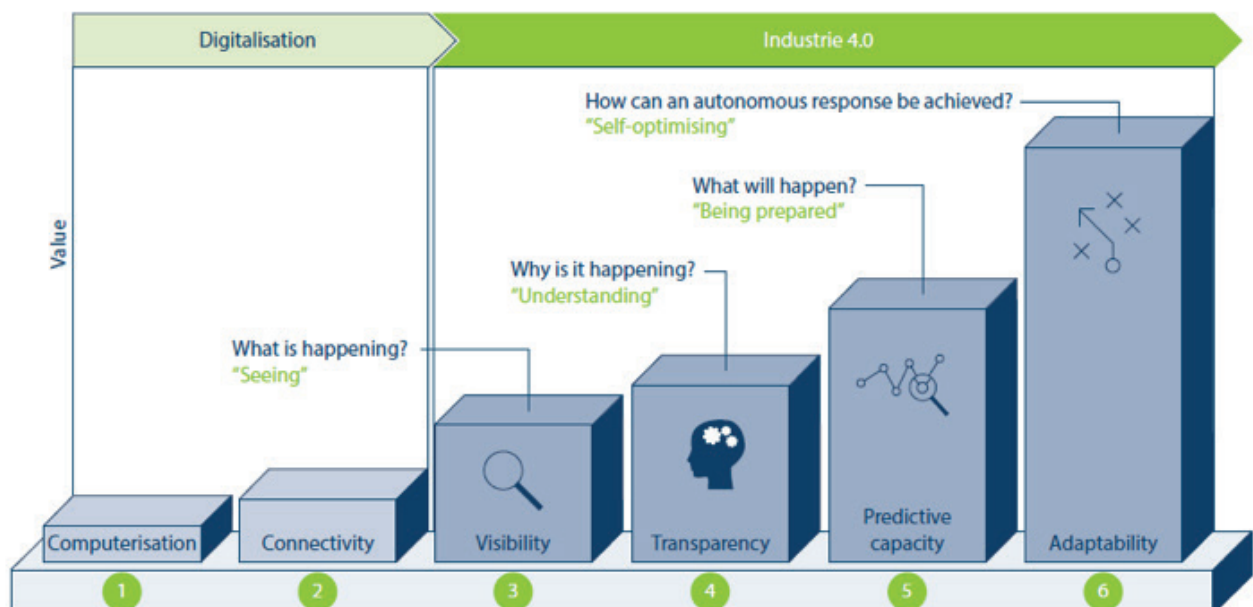 Digitalisation
Industrie 4.0
How can an autonomous response be achieved?
"Self-optimising"
What will happen?
"Being prepared"
Value
Why is it happening?
"Understanding"
What is happening?
"Seeing"
Computerisation
Connectivity
Visibility
Transparency
Predictive
capacity
Adaptability
1
2
3
4
5
6